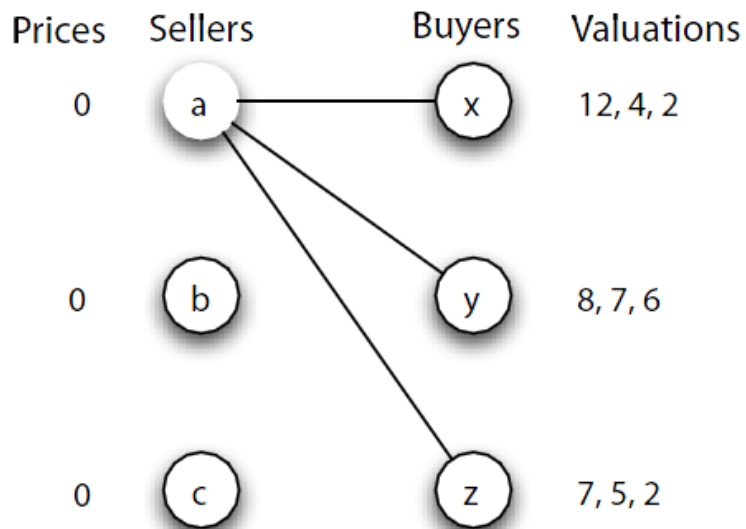 Prices Sellers Buyers Valuations
0 a x 12, 4, 2
0 b y 8, 7, 6
0 c z 7, 5, 2